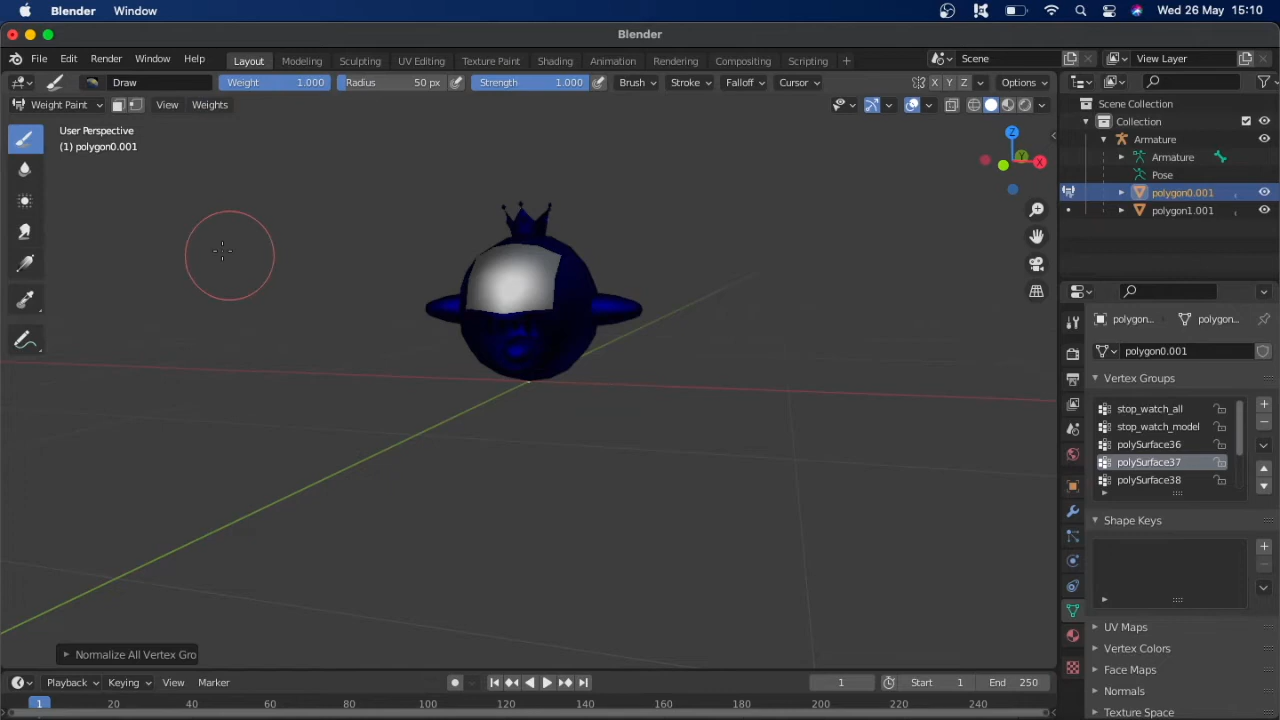 Blender Window Wed 26 May 15:10
Blender
File Edit Render Window Help Layout Modeling Sculpting UV Editing Texture Paint Shading Animation Rendering Compositing Scripting + Scene View Layer
Draw Weight 1.000 Radius 50 px Strength 1.000 Brush Stroke Falloff Cursor X Y Z Options
Weight Paint View Weights
User Perspective
(1) polygon0.001
Z
Y
X
Scene Collection
Collection
Armature
Armature
Pose
polygon0.001
polygon1.001
polygon... polygon...
polygon0.001
Vertex Groups
stop_watch_all
stop_watch_model
polySurface36
polySurface37
polySurface38
Shape Keys
UV Maps
Vertex Colors
Face Maps
Normals
Texture Space
Normalize All Vertex Gro
Playback Keying View Marker 1 Start 1 End 250
1 20 40 60 80 100 120 140 160 180 200 220 240